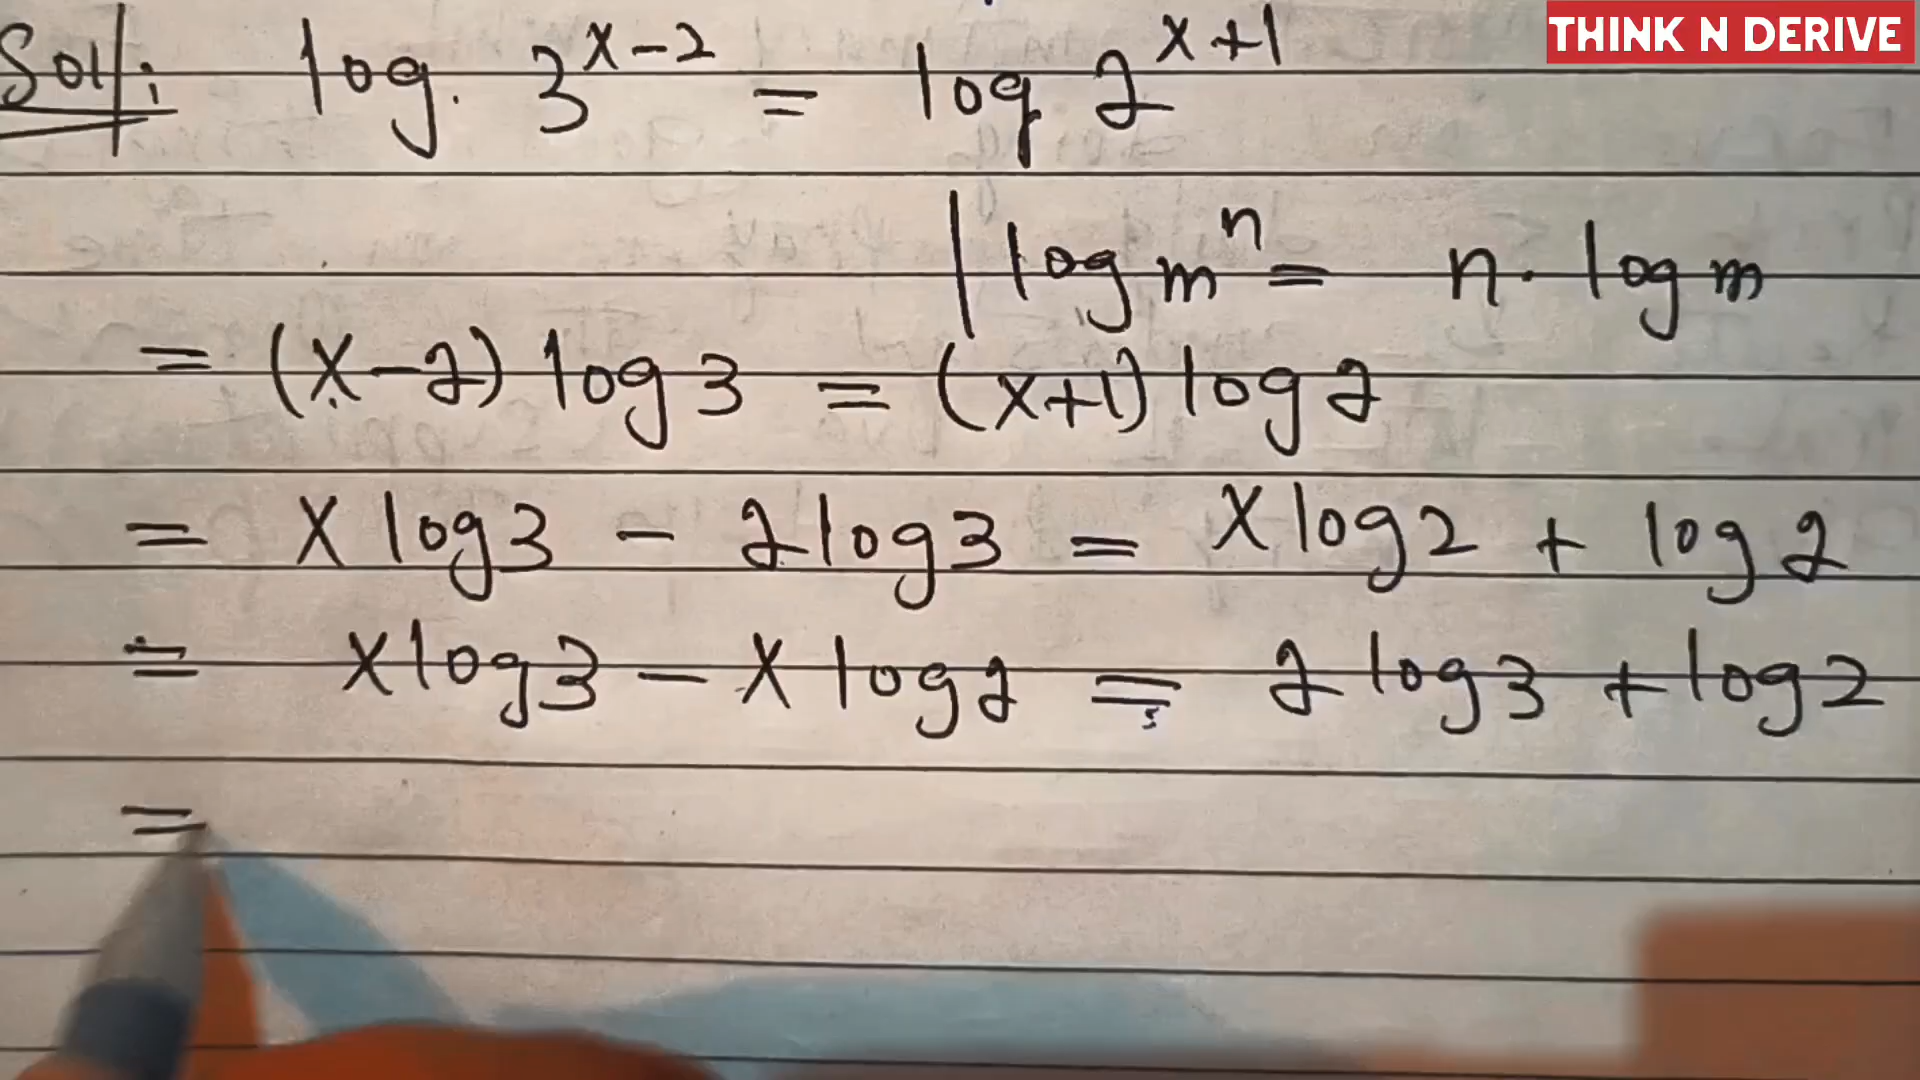 THINK N DERIVE
Sol: log. 3^(x-2) = log 2^(x+1)
| log m^n = n. log m
= (x-2) log 3 = (x+1) log 2
= x log 3 - 2 log 3 = x log 2 + log 2
= x log 3 - x log 2 = 2 log 3 + log 2
=